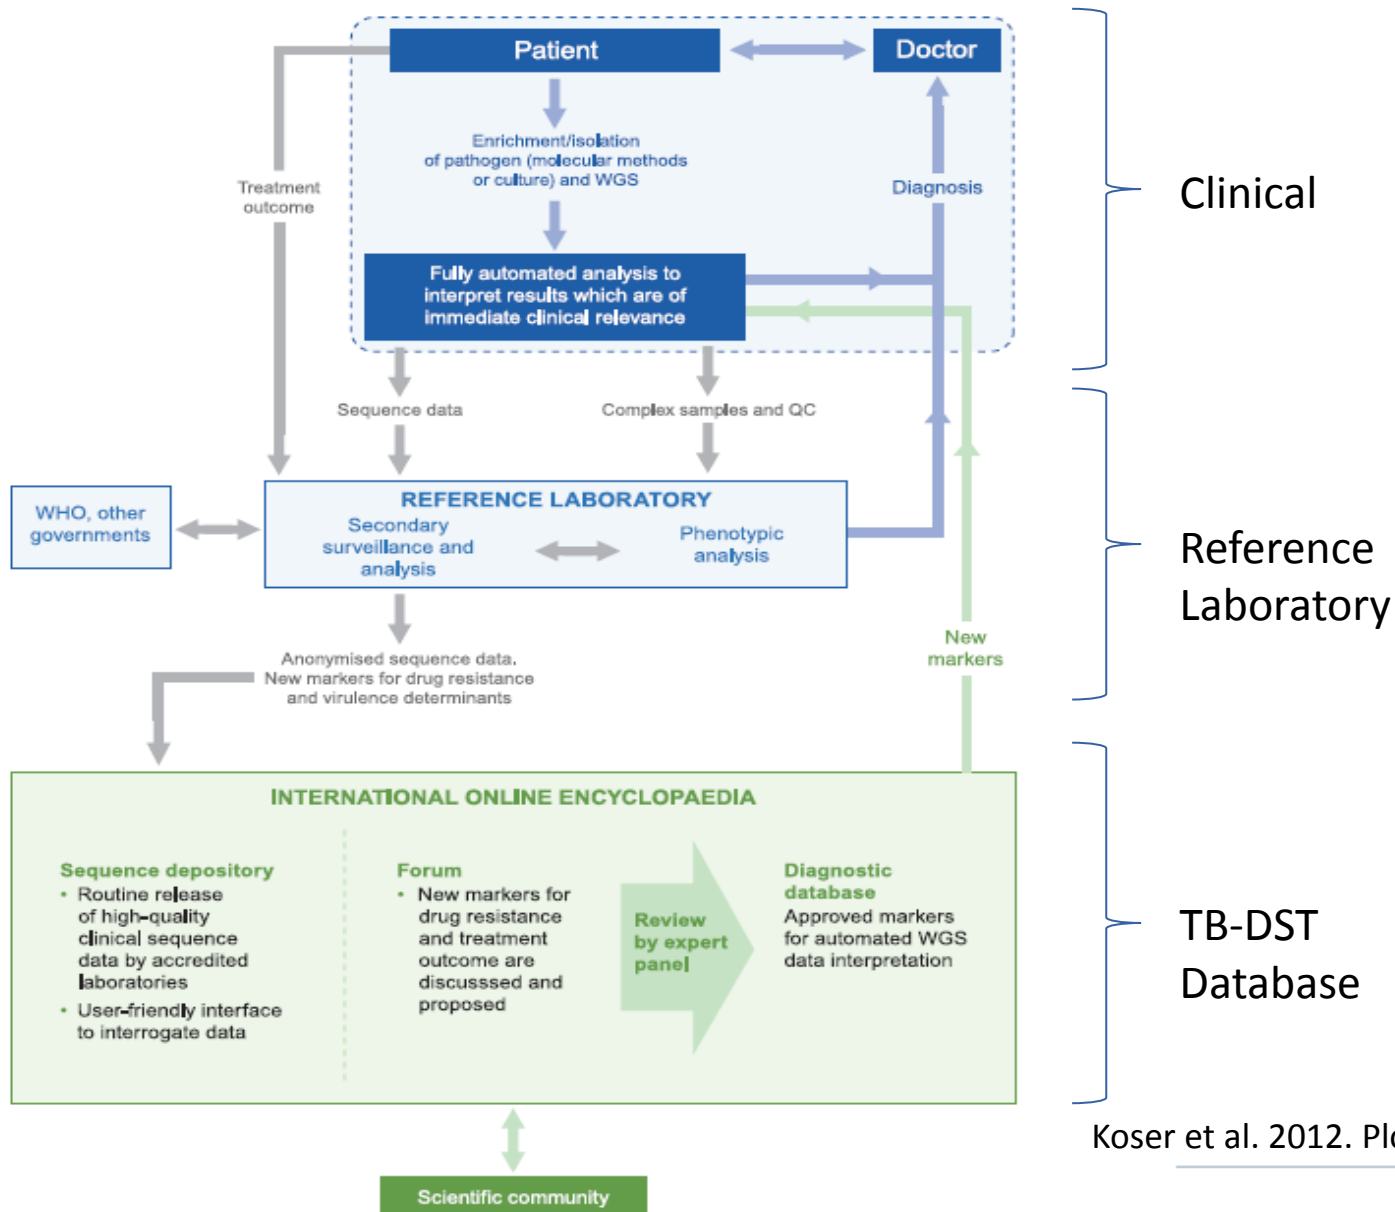 Patient
Doctor
Enrichment/isolation
of pathogen (molecular methods
or culture) and WGS
Treatment
outcome
Diagnosis
Clinical
Fully automated analysis to
interpret results which are of
immediate clinical relevance
Sequence data
Complex samples and QC
REFERENCE LABORATORY
WHO, other
governments
Secondary
surveillance and
analysis
Phenotypic
analysis
Reference
Laboratory
New
markers
Anonymised sequence data.
New markers for drug resistance
and virulence determinants
INTERNATIONAL ONLINE ENCYCLOPAEDIA
Sequence depository
• Routine release
of high-quality
clinical sequence
data by accredited
laboratories
• User-friendly interface
to interrogate data
Forum
• New markers for
drug resistance
and treatment
outcome are
discusssed and
proposed
Review
by expert
panel
Diagnostic
database
Approved markers
for automated WGS
data interpretation
TB-DST
Database
Koser et al. 2012.
Scientific community